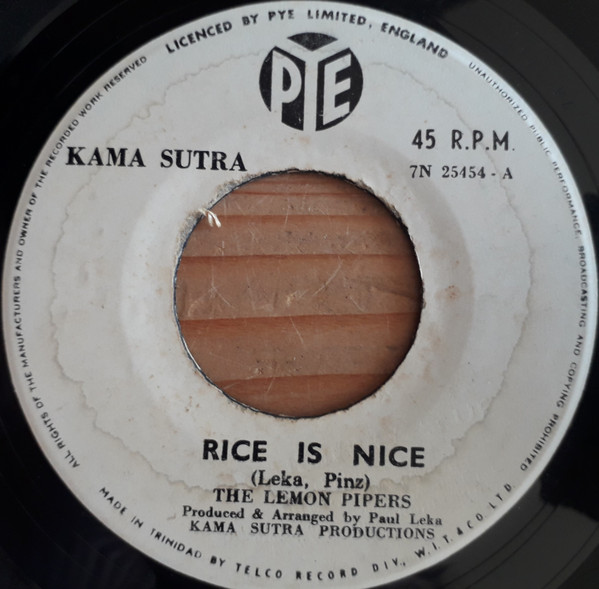 LICENCED BY PYE LIMITED, ENGLAND
UNAUTHORIZED PUBLIC PERFORMANCE, BROADCASTING AND COPYING PROHIBITED
ALL RIGHTS OF THE MANUFACTURERS AND OWNER OF THE RECORDED WORK RESERVED
PYE
KAMA SUTRA
45 R.P.M.
7N 25454 - A
RICE IS NICE
(Leka, Pinz)
THE LEMON PIPERS
Produced & Arranged by Paul Leka
KAMA SUTRA PRODUCTIONS
MADE IN TRINIDAD BY TELCO RECORD DIV., W.I.T. & CO. LTD.